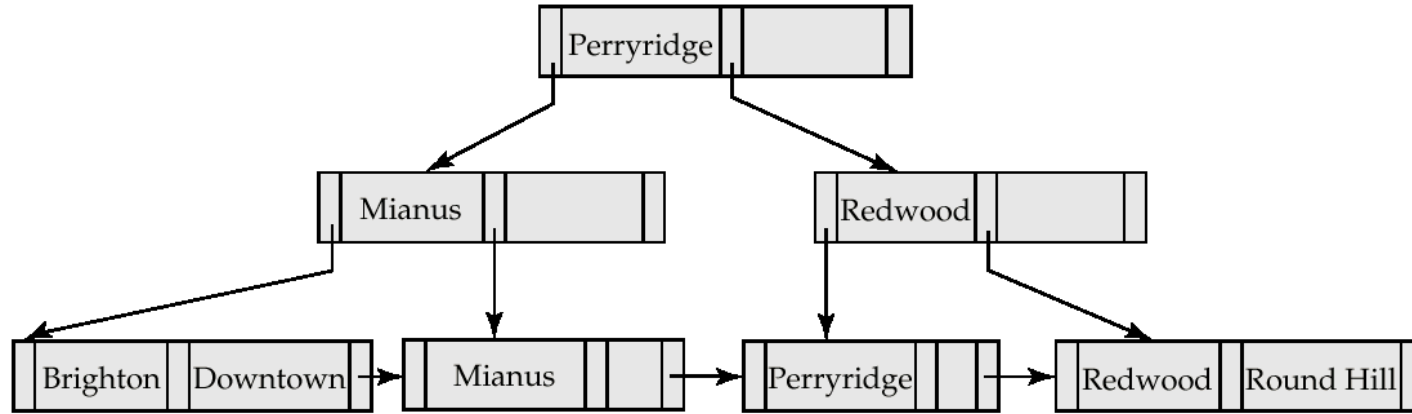 Perryridge
Mianus
Redwood
Brighton Downtown
Mianus
Perryridge
Redwood Round Hill